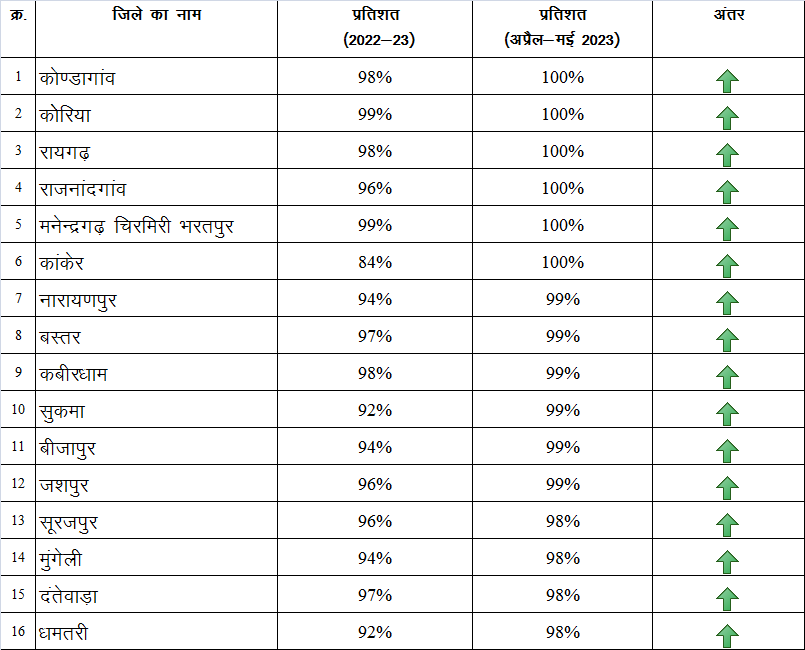 क्र. जिले का नाम प्रतिशत प्रतिशत अंतर
(2022–23) (अप्रैल–मई 2023)
1 कोण्डागांव 98% 100%
2 कोरिया 99% 100%
3 रायगढ़ 98% 100%
4 राजनांदगांव 96% 100%
5 मनेन्द्रगढ़ चिरमिरी भरतपुर 99% 100%
6 कांकेर 84% 100%
7 नारायणपुर 94% 99%
8 बस्तर 97% 99%
9 कबीरधाम 98% 99%
10 सुकमा 92% 99%
11 बीजापुर 94% 99%
12 जशपुर 96% 99%
13 सूरजपुर 96% 98%
14 मुंगेली 94% 98%
15 दंतेवाड़ा 97% 98%
16 धमतरी 92% 98%